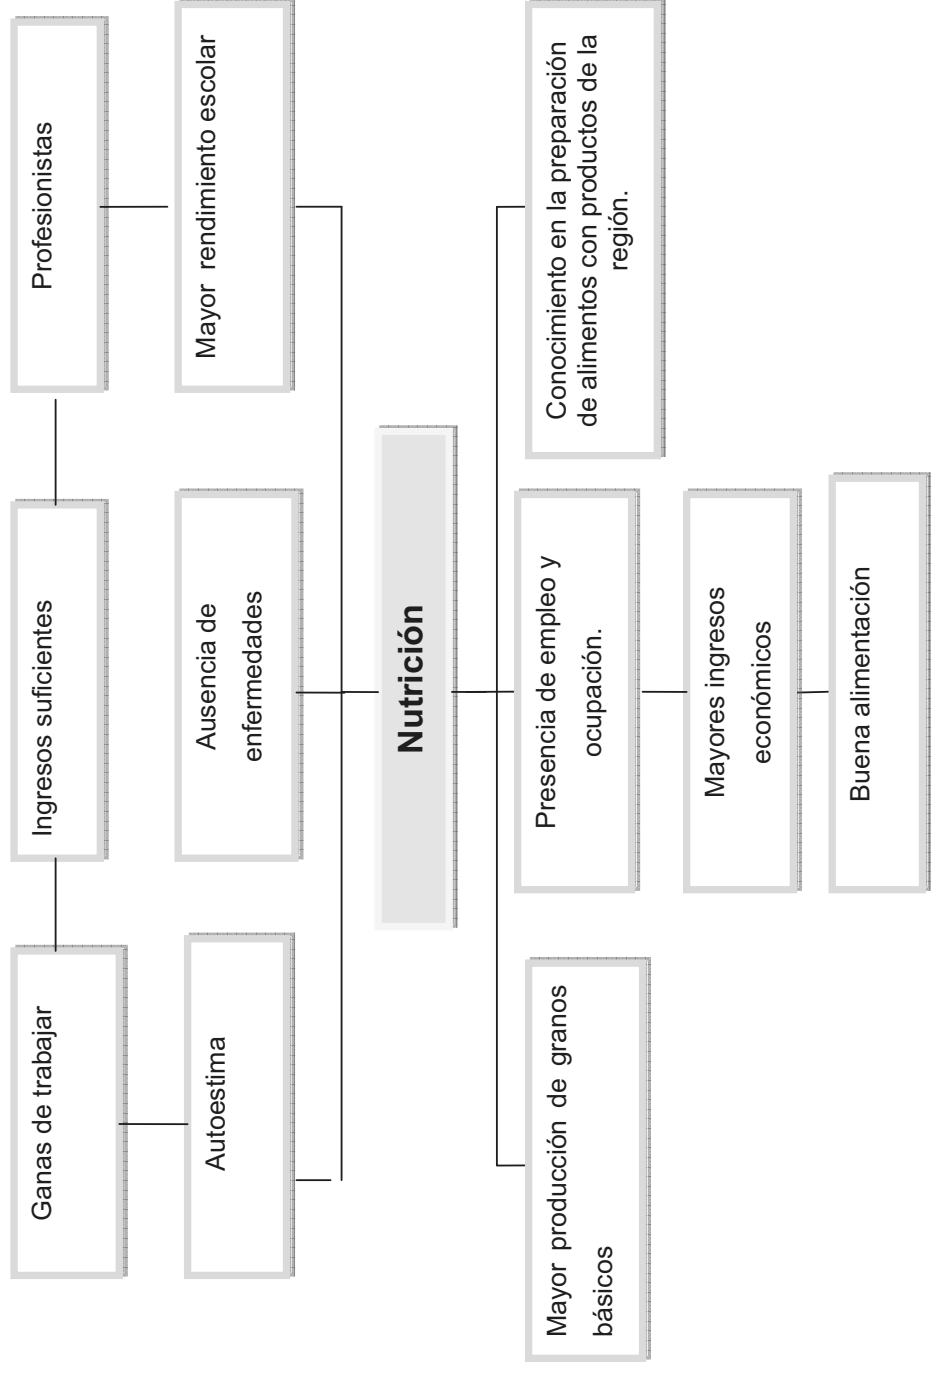 Ganas de trabajar
Ingresos suficientes
Profesionistas
Autoestima
Ausencia de
enfermedades
Mayor rendimiento escolar
Nutrición
Mayor producción de granos
básicos
Presencia de empleo y
ocupación.
Conocimiento en la preparación
de alimentos con productos de la
región.
Mayores ingresos
económicos
Buena alimentación